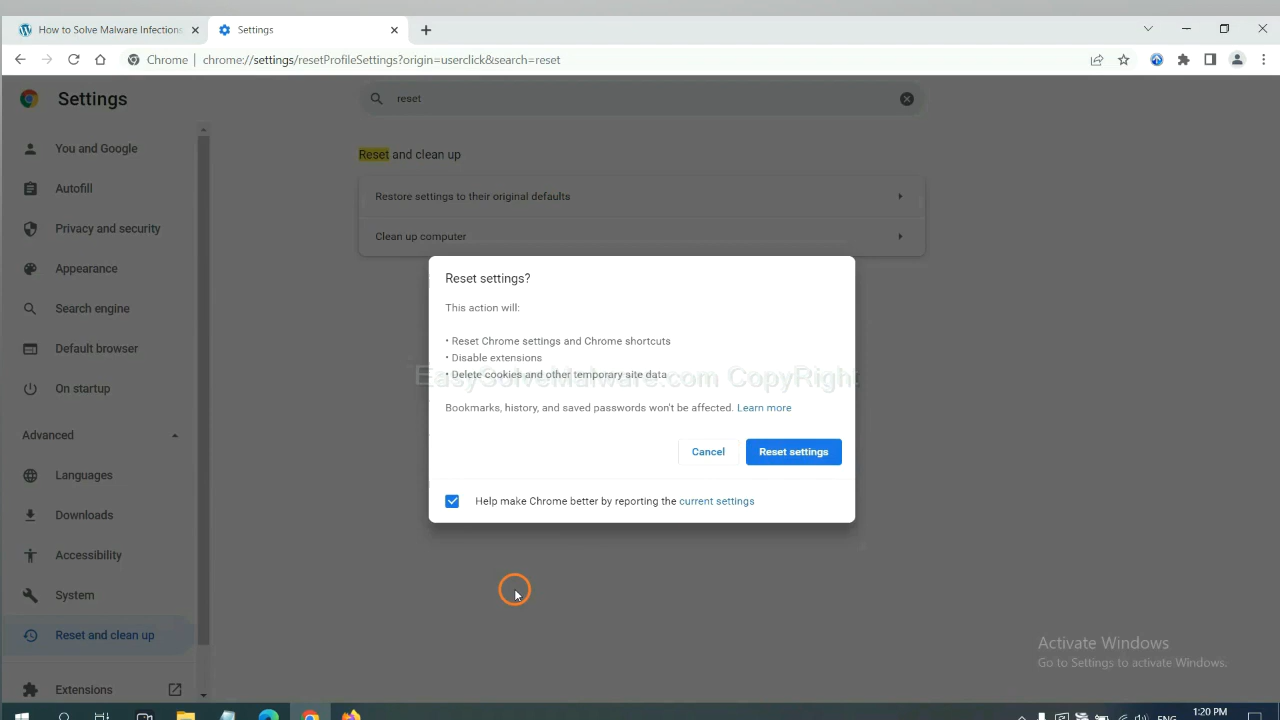 How to Solve Malware Infections
Settings
Chrome
chrome://settings/resetProfileSettings?origin=userclick&search=reset
Settings
reset
You and Google
Autofill
Privacy and security
Appearance
Search engine
Default browser
On startup
Advanced
Languages
Downloads
Accessibility
System
Reset and clean up
Extensions
Reset and clean up
Restore settings to their original defaults
Clean up computer
Reset settings?
This action will:
• Reset Chrome settings and Chrome shortcuts
• Disable extensions
• Delete cookies and other temporary site data
EasySolveMalware.com CopyRight
Bookmarks, history, and saved passwords won't be affected. Learn more
Cancel
Reset settings
Help make Chrome better by reporting the current settings
Activate Windows
Go to Settings to activate Windows.
ENG
1:20 PM